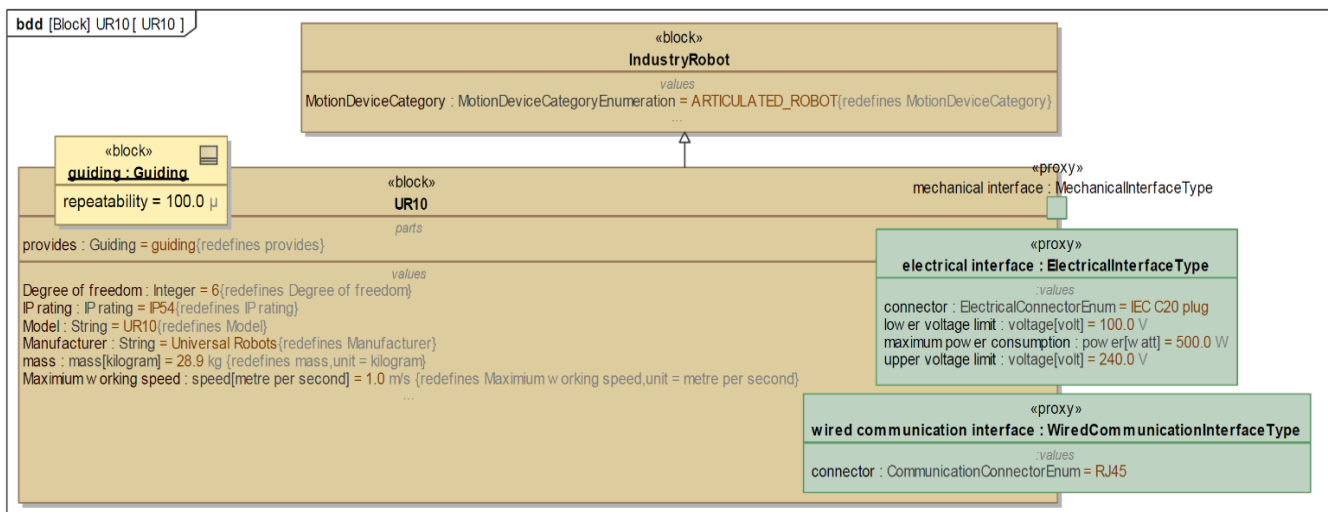 bdd [Block] UR10 [ UR10 ]
«block»
IndustryRobot
values
MotionDeviceCategory : MotionDeviceCategoryEnumeration = ARTICULATED_ROBOT{redefines MotionDeviceCategory}
...
«block»
guiding : Guiding
repeatability = 100.0 µ
«block»
UR10
parts
provides : Guiding = guiding{redefines provides}
values
Degree of freedom : Integer = 6{redefines Degree of freedom}
IP rating : IP rating = IP54{redefines IP rating}
Model : String = UR10{redefines Model}
Manufacturer : String = Universal Robots{redefines Manufacturer}
mass : mass[kilogram] = 28.9 kg {redefines mass,unit = kilogram}
Maximium working speed : speed[metre per second] = 1.0 m/s {redefines Maximium working speed,unit = metre per second}
...
«proxy»
mechanical interface : MechanicalInterfaceType
«proxy»
electrical interface : ElectricalInterfaceType
:values
connector : ElectricalConnectorEnum = IEC C20 plug
lower voltage limit : voltage[volt] = 100.0 V
maximum power consumption : power[watt] = 500.0 W
upper voltage limit : voltage[volt] = 240.0 V
«proxy»
wired communication interface : WiredCommunicationInterfaceType
:values
connector : CommunicationConnectorEnum = RJ45